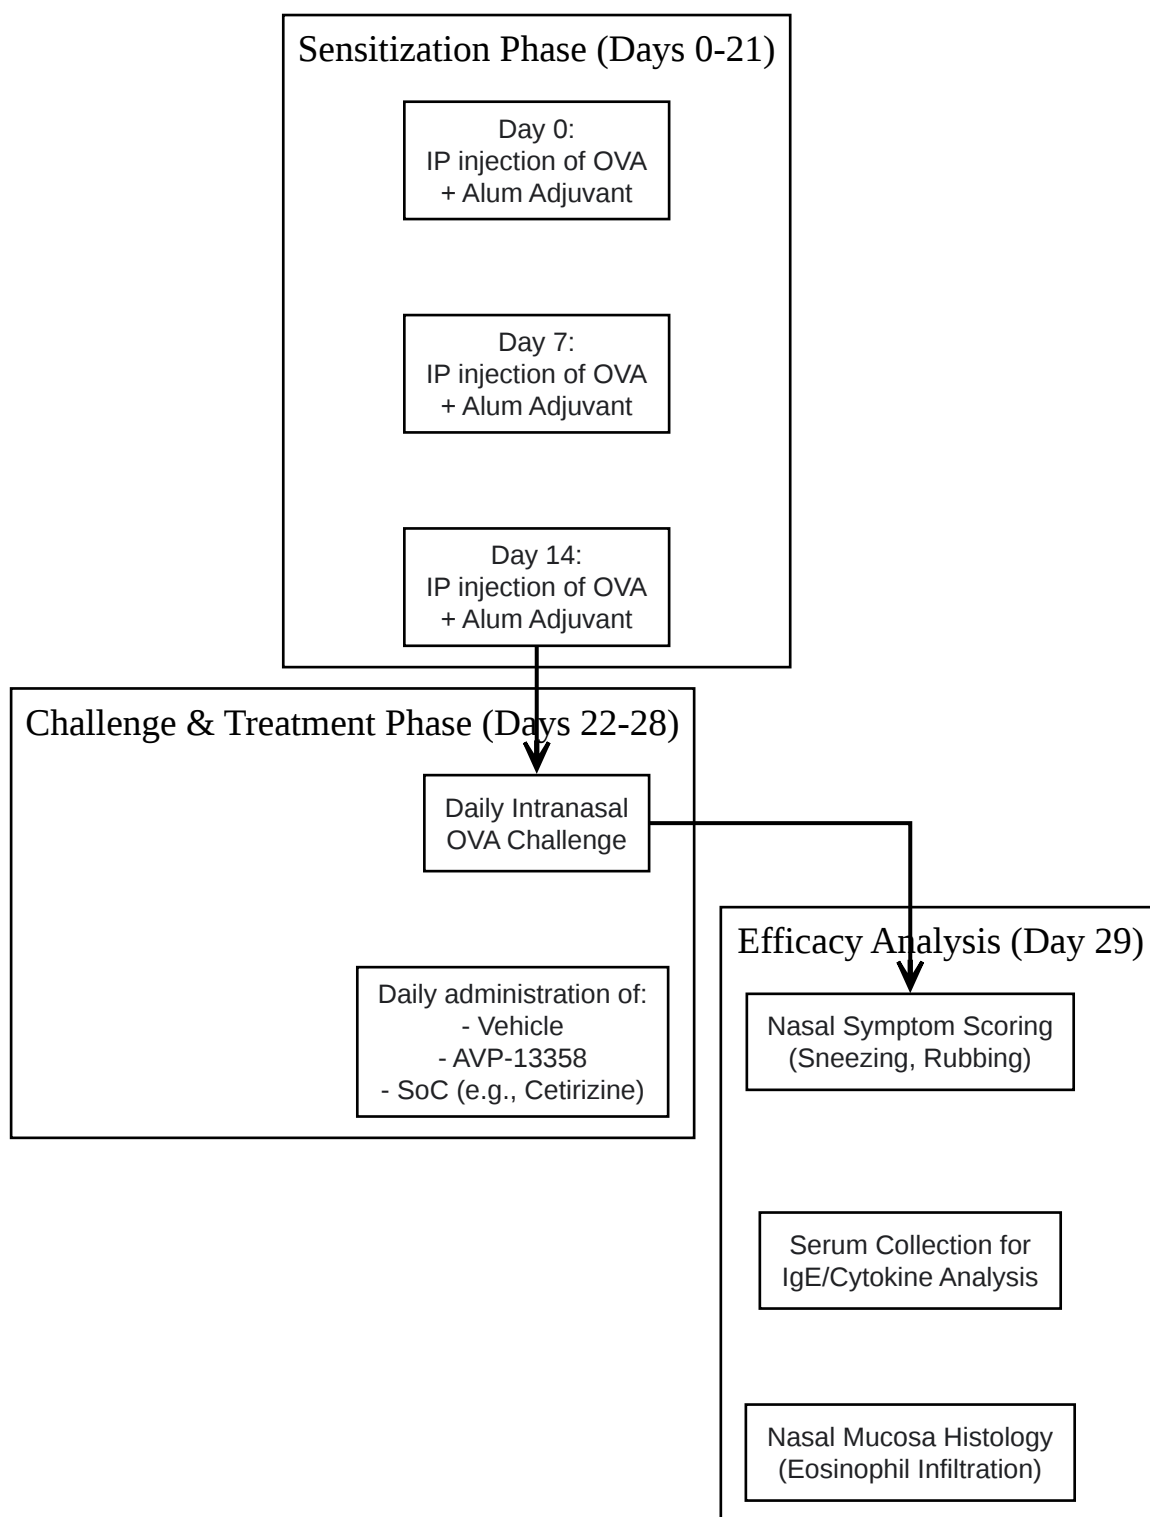 Sensitization Phase (Days 0-21)
Day 0:
IP injection of OVA
+ Alum Adjuvant
Day 7:
IP injection of OVA
+ Alum Adjuvant
Day 14:
IP injection of OVA
+ Alum Adjuvant
Challenge & Treatment Phase (Days 22-28)
Daily Intranasal
OVA Challenge
Daily administration of:
- Vehicle
- AVP-13358
- SoC (e.g., Cetirizine)
Efficacy Analysis (Day 29)
Nasal Symptom Scoring
(Sneezing, Rubbing)
Serum Collection for
IgE/Cytokine Analysis
Nasal Mucosa Histology
(Eosinophil Infiltration)